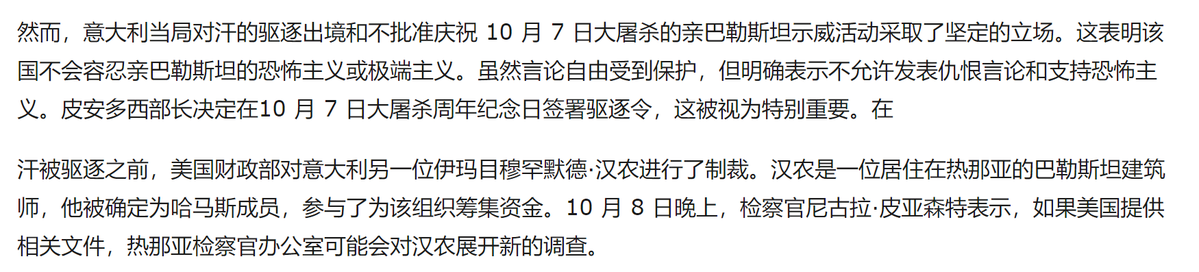 然而，意大利当局对汗的驱逐出境和不批准庆祝 10 月 7 日大屠杀的亲巴勒斯坦示威活动采取了坚定的立场。这表明该
国不会容忍亲巴勒斯坦的恐怖主义或极端主义。虽然言论自由受到保护，但明确表示不允许发表仇恨言论和支持恐怖主
义。皮安多西部长决定在10 月 7 日大屠杀周年纪念日签署驱逐令，这被视为特别重要。在
汗被驱逐之前，美国财政部对意大利另一位伊玛目穆罕默德·汉农进行了制裁。汉农是一位居住在热那亚的巴勒斯坦建筑
师，他被确定为哈马斯成员，参与了为该组织筹集资金。10 月 8 日晚上，检察官尼古拉·皮亚森特表示，如果美国提供
相关文件，热那亚检察官办公室可能会对汉农展开新的调查。